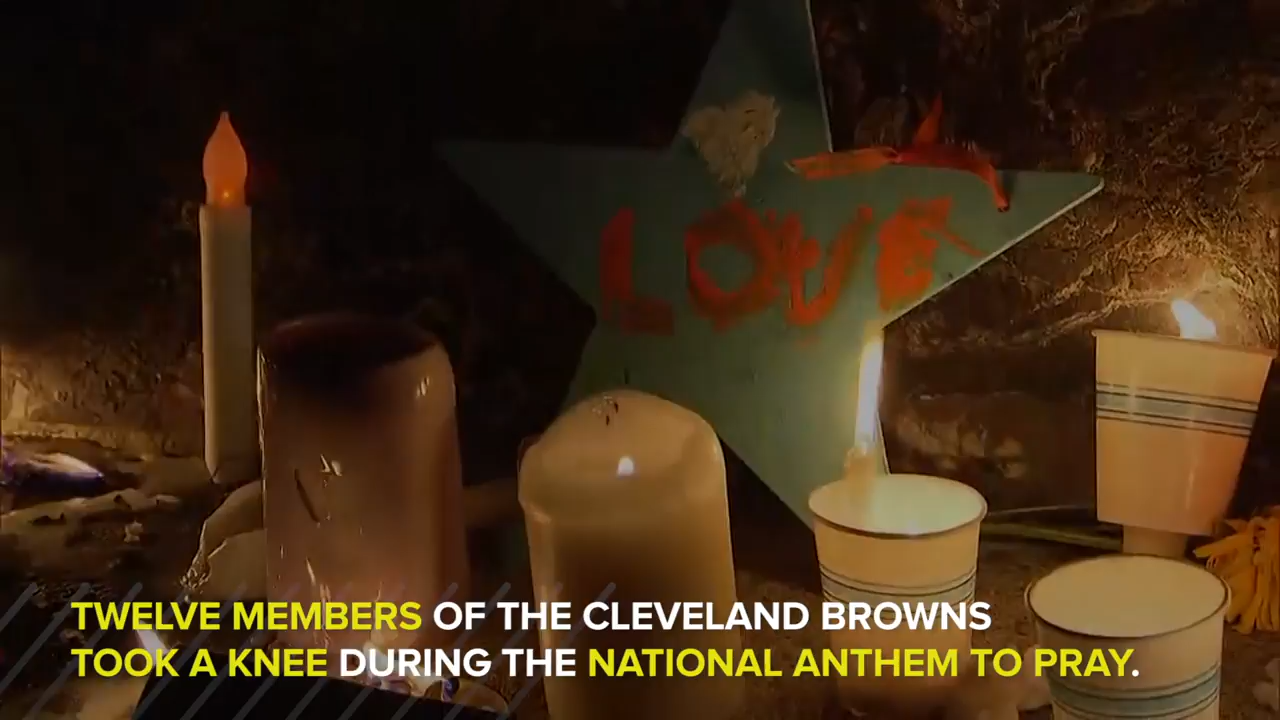 LOVE
TWELVE MEMBERS OF THE CLEVELAND BROWNS
TOOK A KNEE DURING THE NATIONAL ANTHEM TO PRAY.